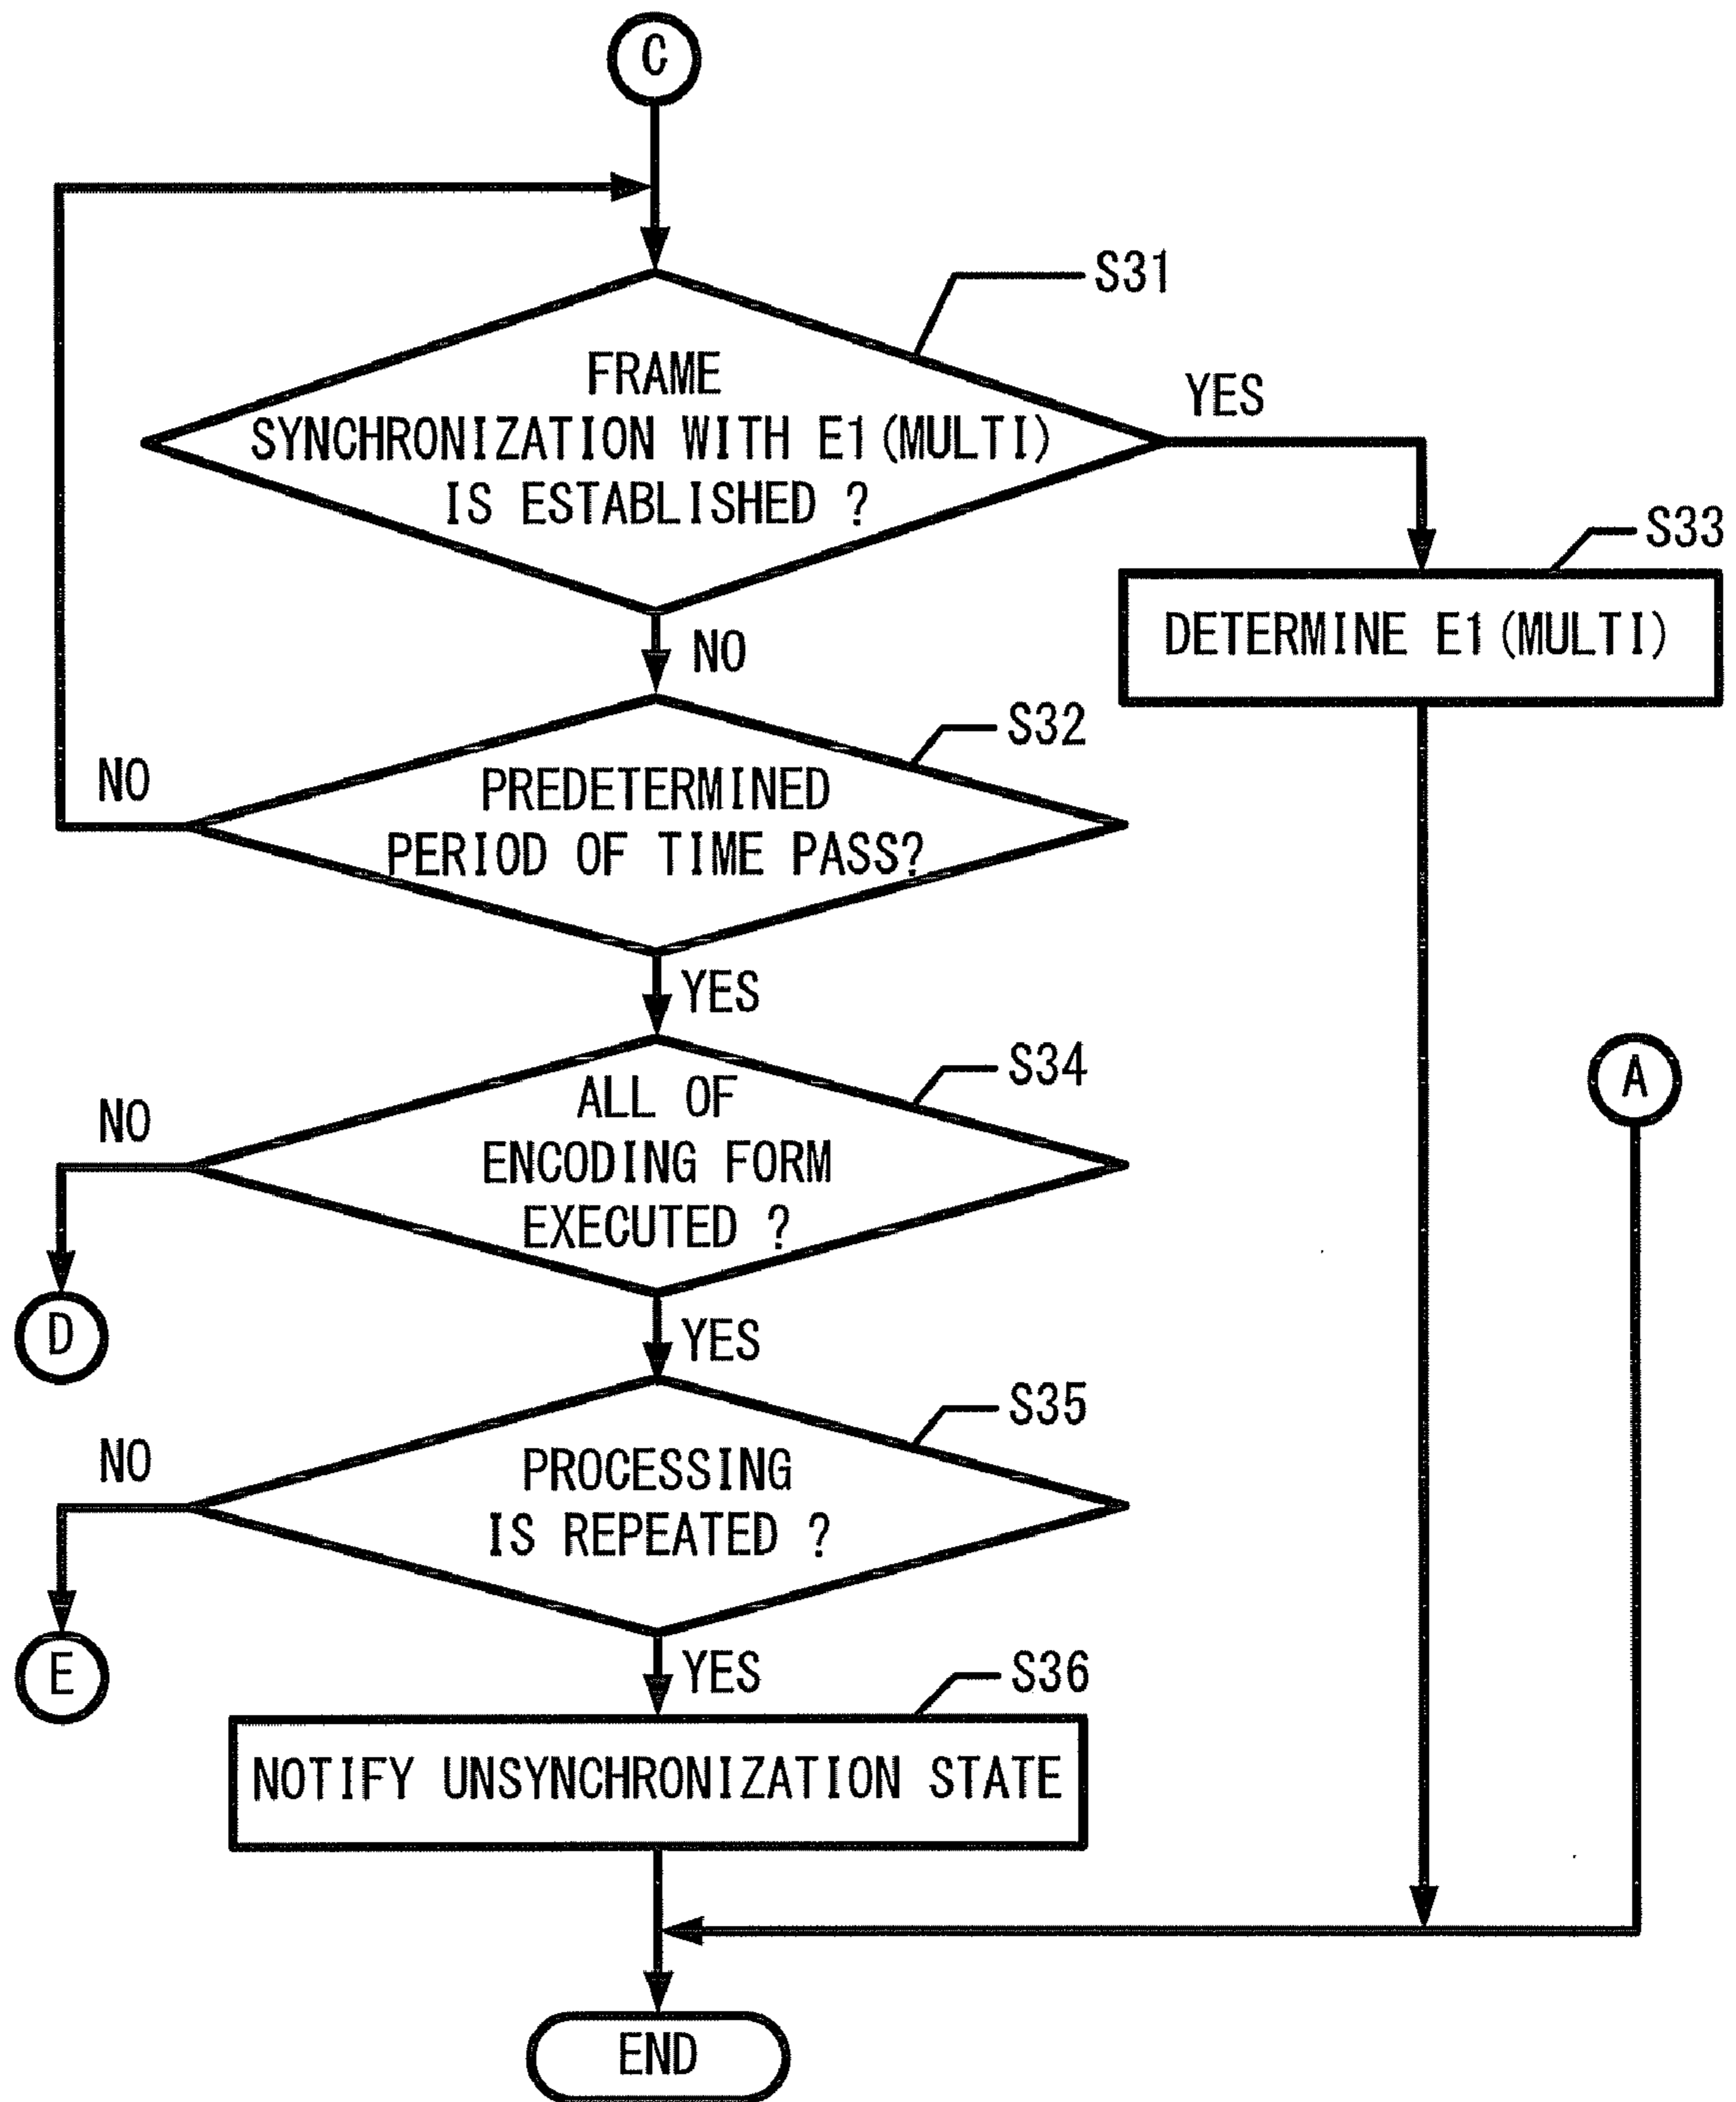 C
S31
FRAME
SYNCHRONIZATION WITH E1(MULTI)
IS ESTABLISHED ?
YES
S33
DETERMINE E1(MULTI)
NO
S32
NO
PREDETERMINED
PERIOD OF TIME PASS?
YES
S34
A
NO
ALL OF
ENCODING FORM
EXECUTED ?
D
YES
S35
NO
PROCESSING
IS REPEATED ?
E
YES
S36
NOTIFY UNSYNCHRONIZATION STATE
END